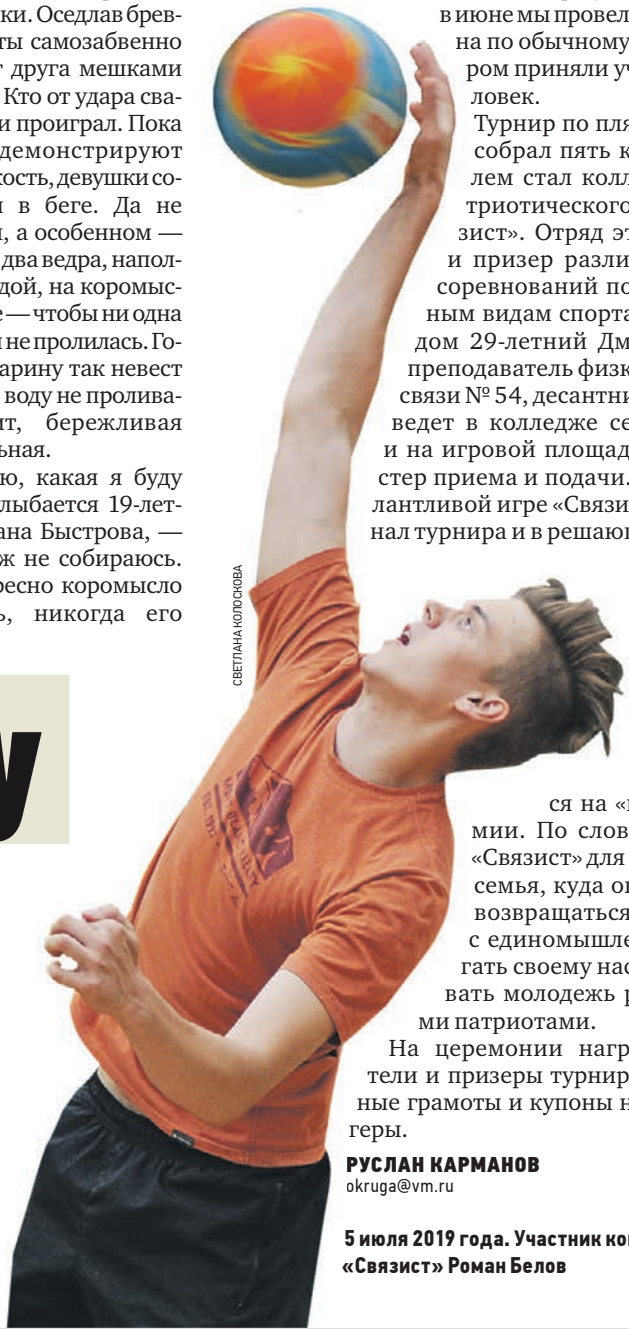 ки. Оседлав брев-
ты самозабвенно
друга мешками
Кто от удара сва-
и проиграл. Пока
демонстрируют
кость, девушки со-
в беге. Да не
а особенном —
два ведра, напол-
дой, на коромыс-
е — чтобы ни одна
не пролилась. Го-
арину так невест
воду не пролива-
ит, бережливая
ьная.
ю, какая я буду
лыбается 19-лет-
ана Быстрова, —
ж не собираюсь.
ресно коромысло
ь, никогда его
у
СВЕТЛАНА КОЛОСКОВА
в июне мы провел
на по обычному
ром приняли уч
ловек.
Турнир по пля
собрал пять к
лем стал колл
триотического
зист». Отряд эт
и призер разли
соревнований по
ным видам спорта
дом 29-летний Дм
преподаватель физк
связи № 54, десантни
ведет в колледже се
и на игровой площад
стер приема и подачи.
лантливой игре «Связи
нал турнира и в решающ
ся на «
мии. По слов
«Связист» для
семья, куда он
возвращаться
с единомышле
гать своему нас
вать молодежь р
ми патриотами.
На церемонии нагр
тели и призеры турнир
ные грамоты и купоны н
геры.
РУСЛАН КАРМАНОВ
okruga@vm.ru
5 июля 2019 года. Участник ко
«Связист» Роман Белов